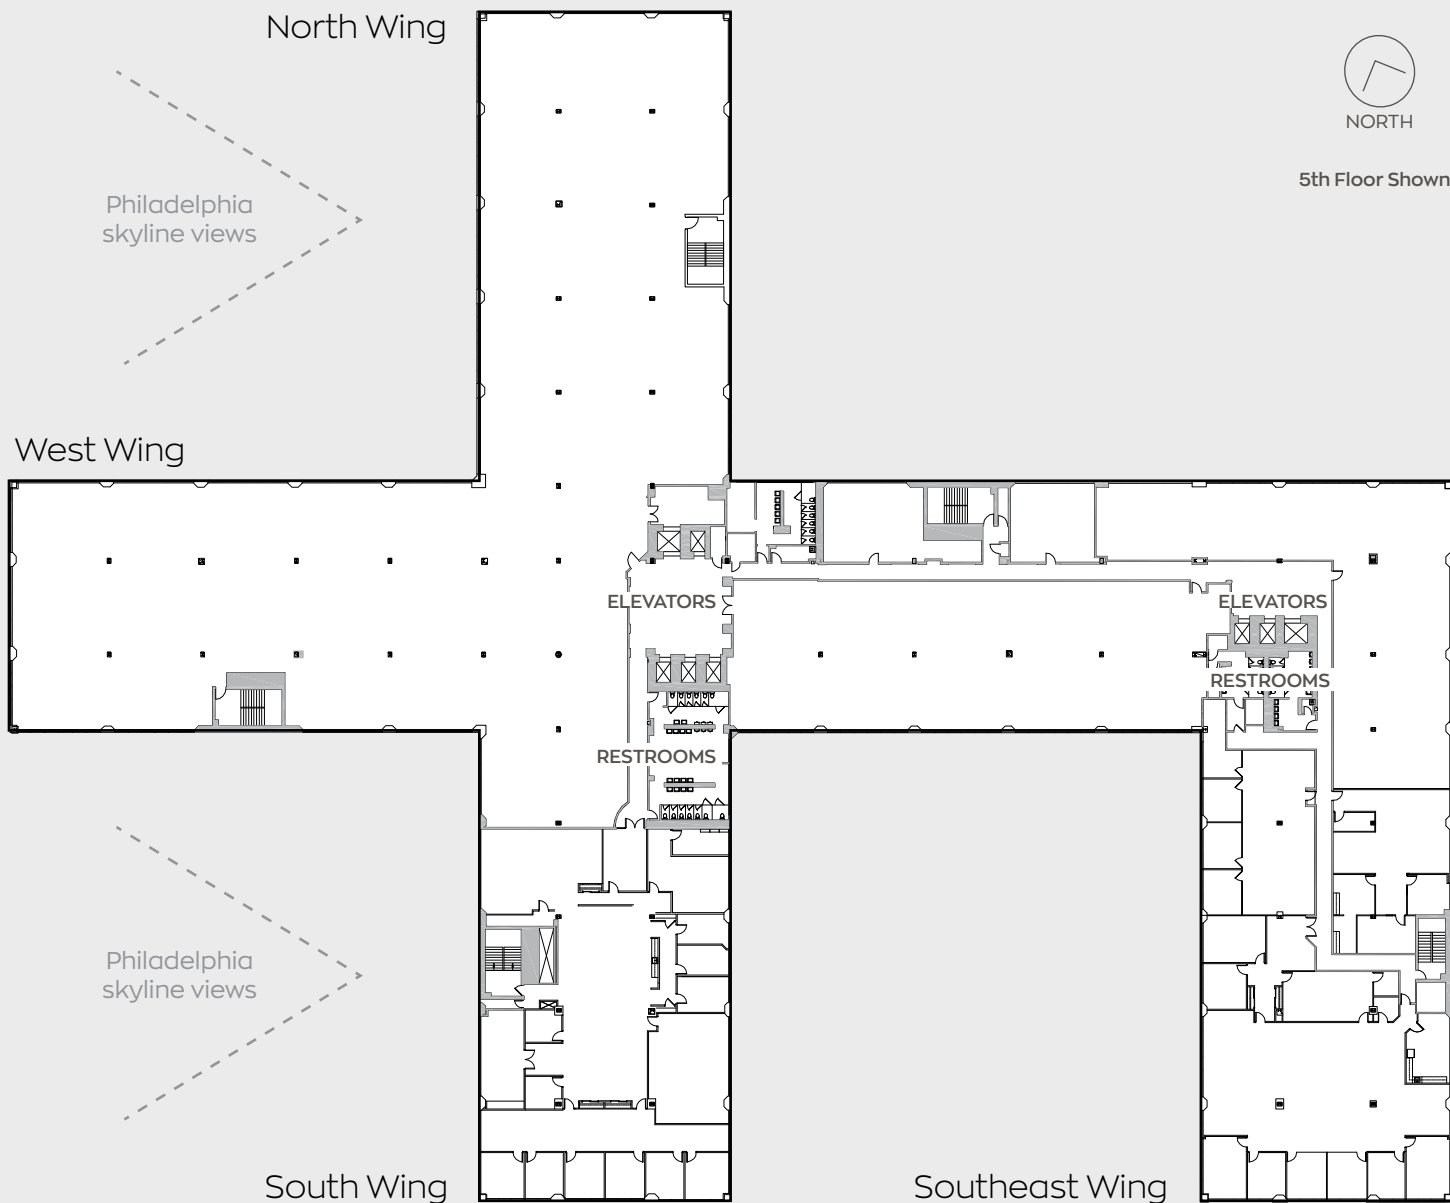 North Wing
NORTH
5th Floor Shown
Philadelphia
skyline views
West Wing
ELEVATORS
ELEVATORS
RESTROOMS
RESTROOMS
Philadelphia
skyline views
South Wing
Southeast Wing